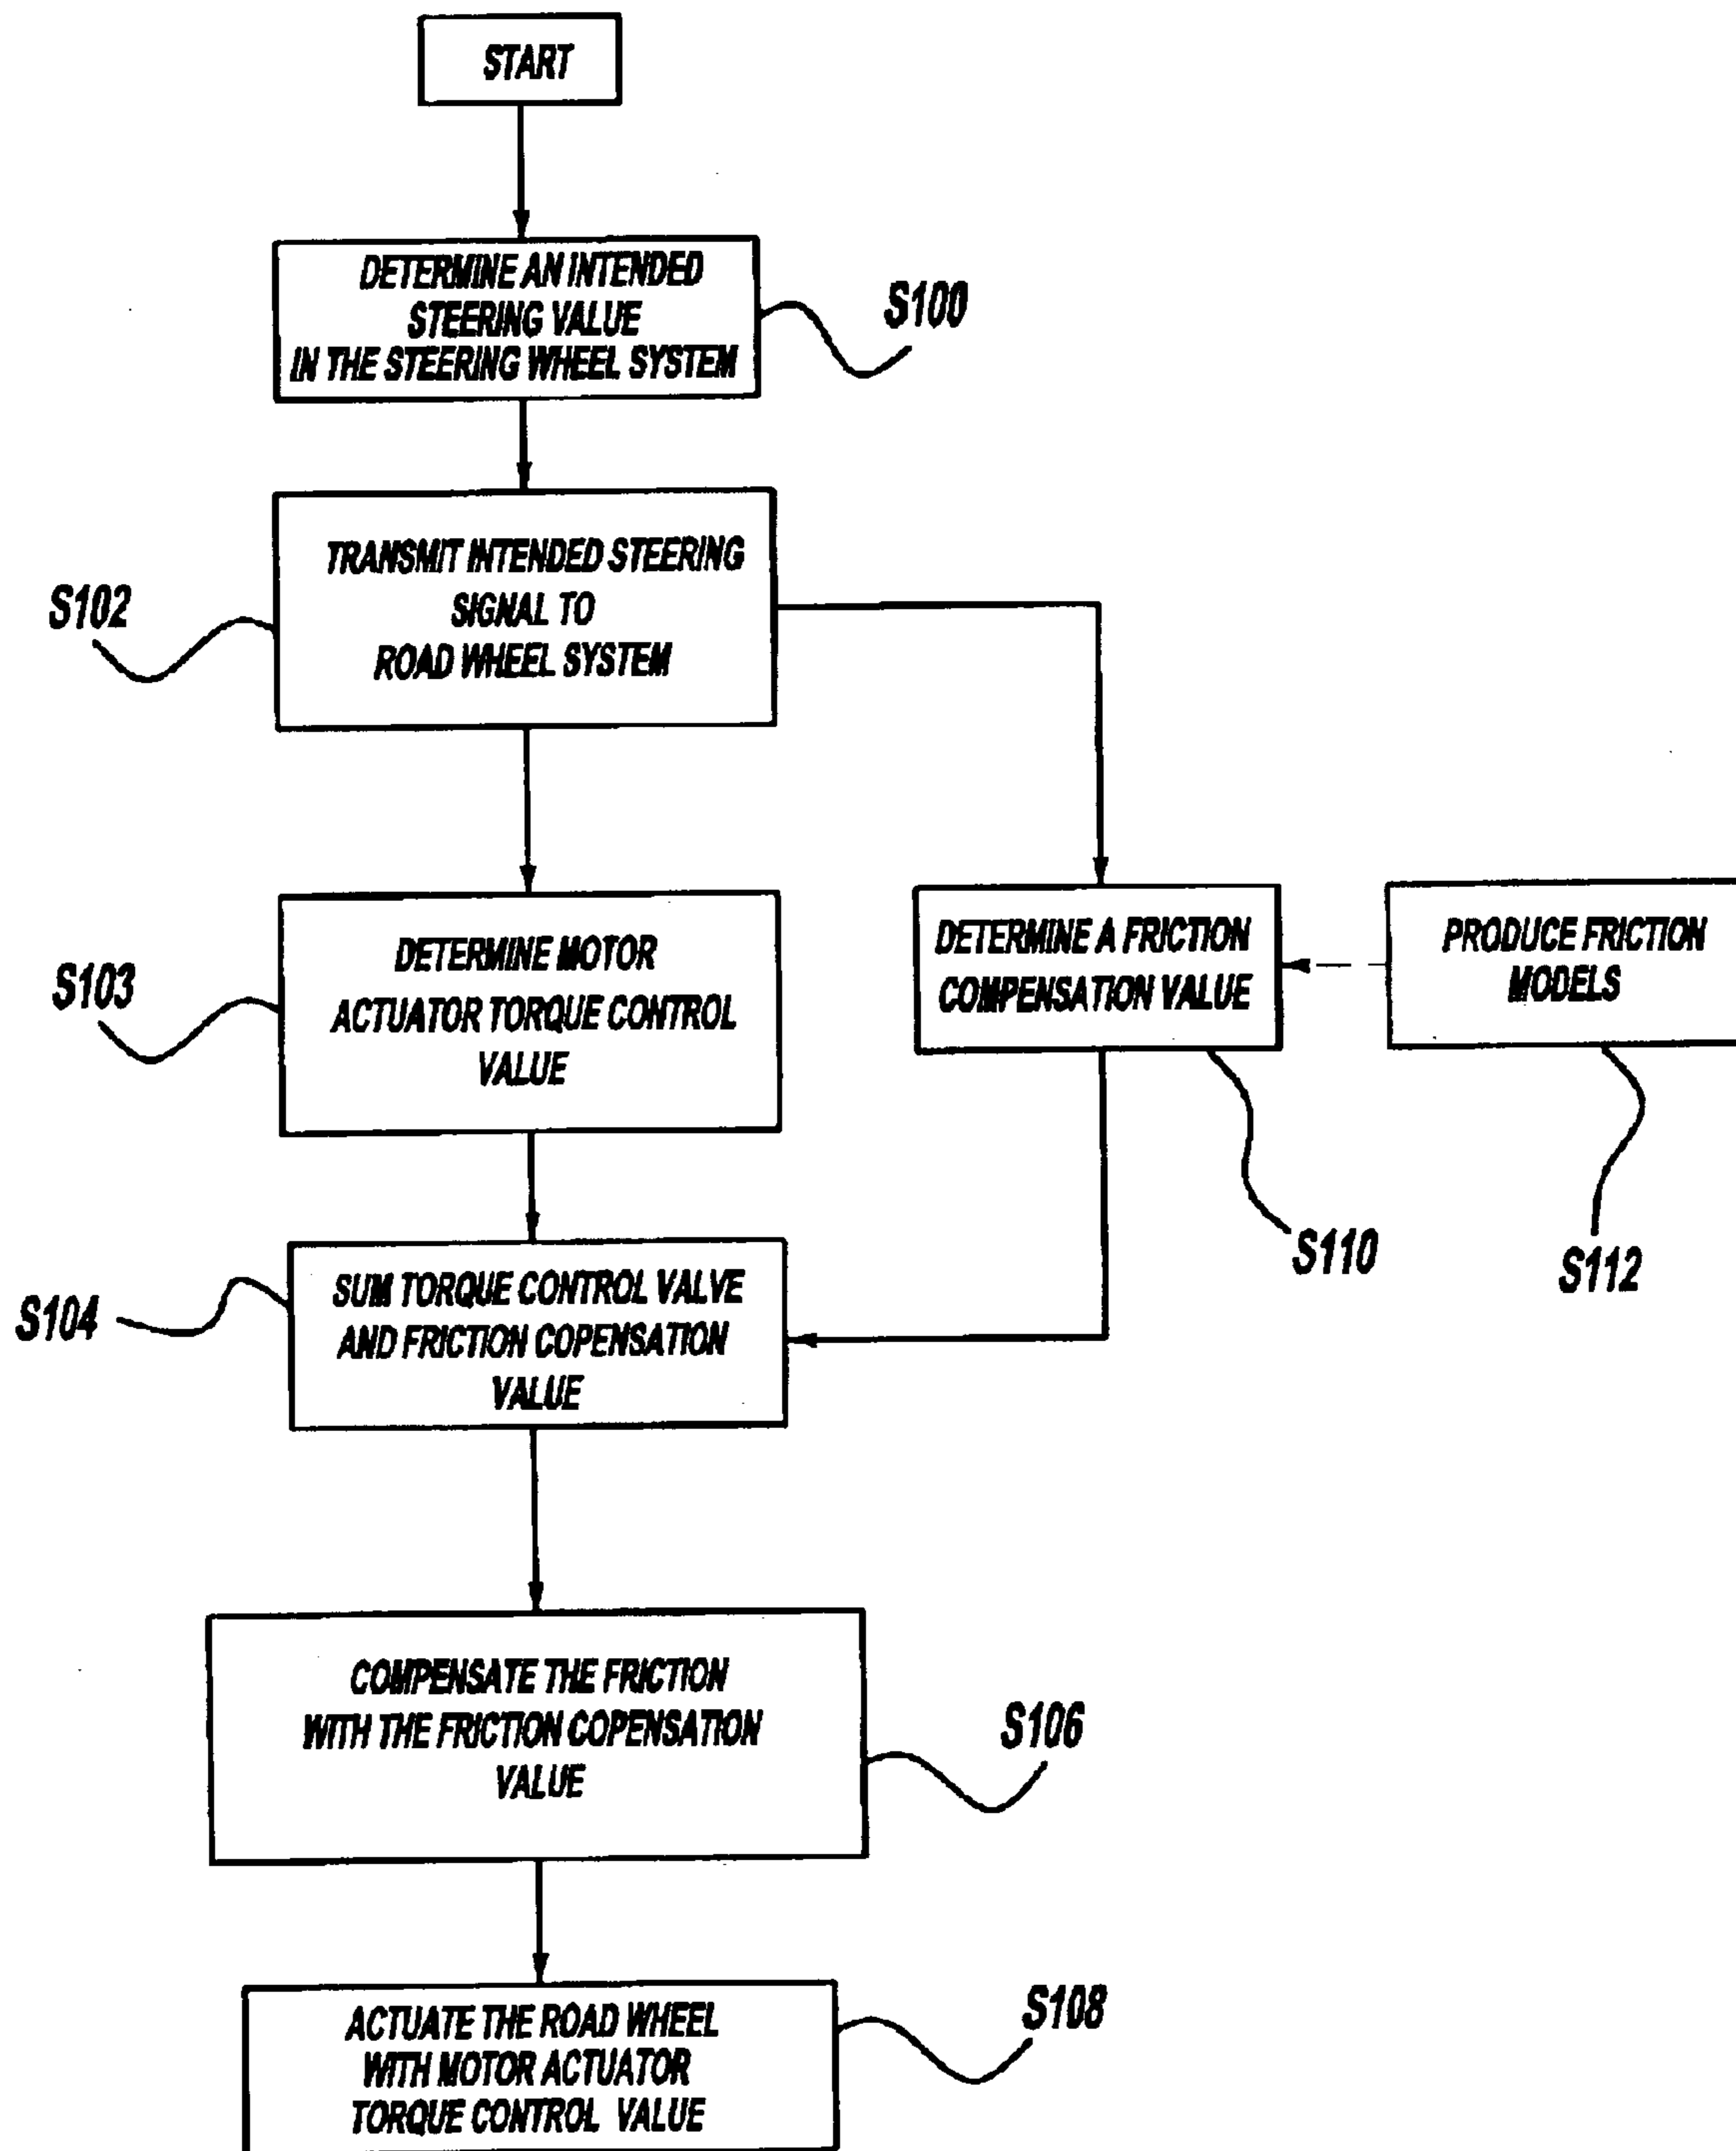 START
DETERMINE AN INTENDED
STEERING VALUE
IN THE STEERING WHEEL SYSTEM
S100
TRANSMIT INTENDED STEERING
SIGNAL TO
ROAD WHEEL SYSTEM
S102
DETERMINE MOTOR
ACTUATOR TORQUE CONTROL
VALUE
S103
DETERMINE A FRICTION
COMPENSATION VALUE
S110
PRODUCE FRICTION
MODELS
S112
SUM TORQUE CONTROL VALVE
AND FRICTION COPENSATION
VALUE
S104
COMPENSATE THE FRICTION
WITH THE FRICTION COPENSATION
VALUE
S106
ACTUATE THE ROAD WHEEL
WITH MOTOR ACTUATOR
TORQUE CONTROL VALUE
S108